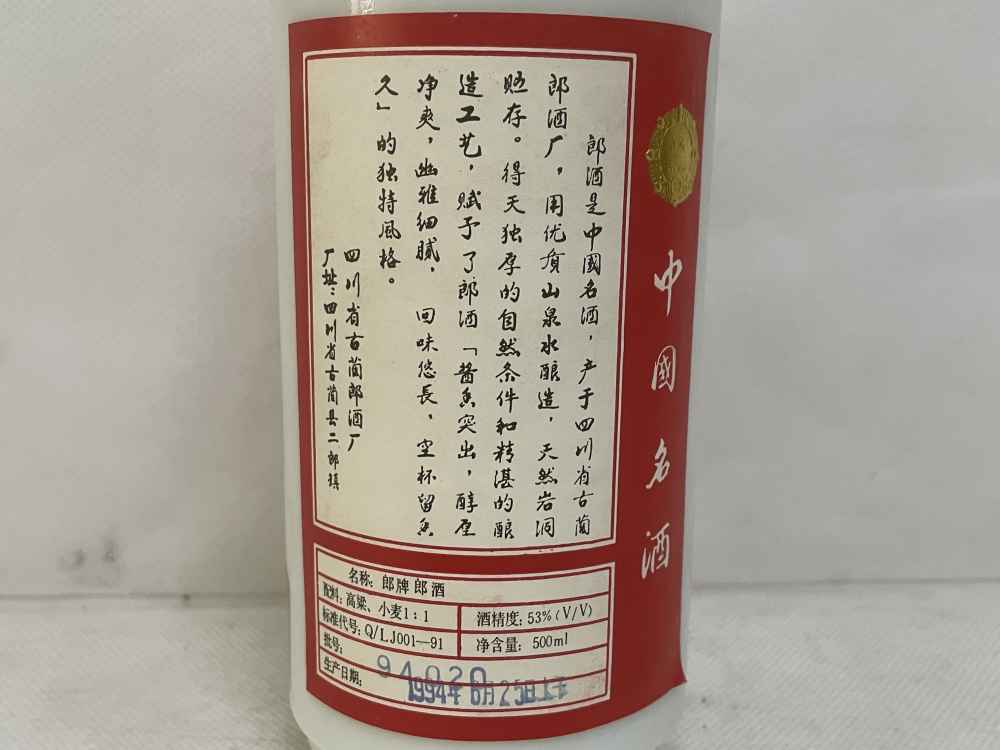 中國名酒
郎酒是中國名酒，产于四川省古蔺
郎酒厂，用优质山泉水酿造，天然岩洞
贮存。得天独厚的自然条件和精湛的酿
造工艺，赋予了郎酒「酱香突出，醇厚
净爽，幽雅细腻，回味悠長，空杯留香
久」的独特風格。
四川省古蔺郎酒厂
厂址：四川省古蔺县二郎镇
名称：郎牌郎酒
配料：高粱、小麦1：1
酒精度：53%(V/V)
标准代号：Q/LJ001—91
净含量：500ml
批号：94020
生产日期：1994年6月25日